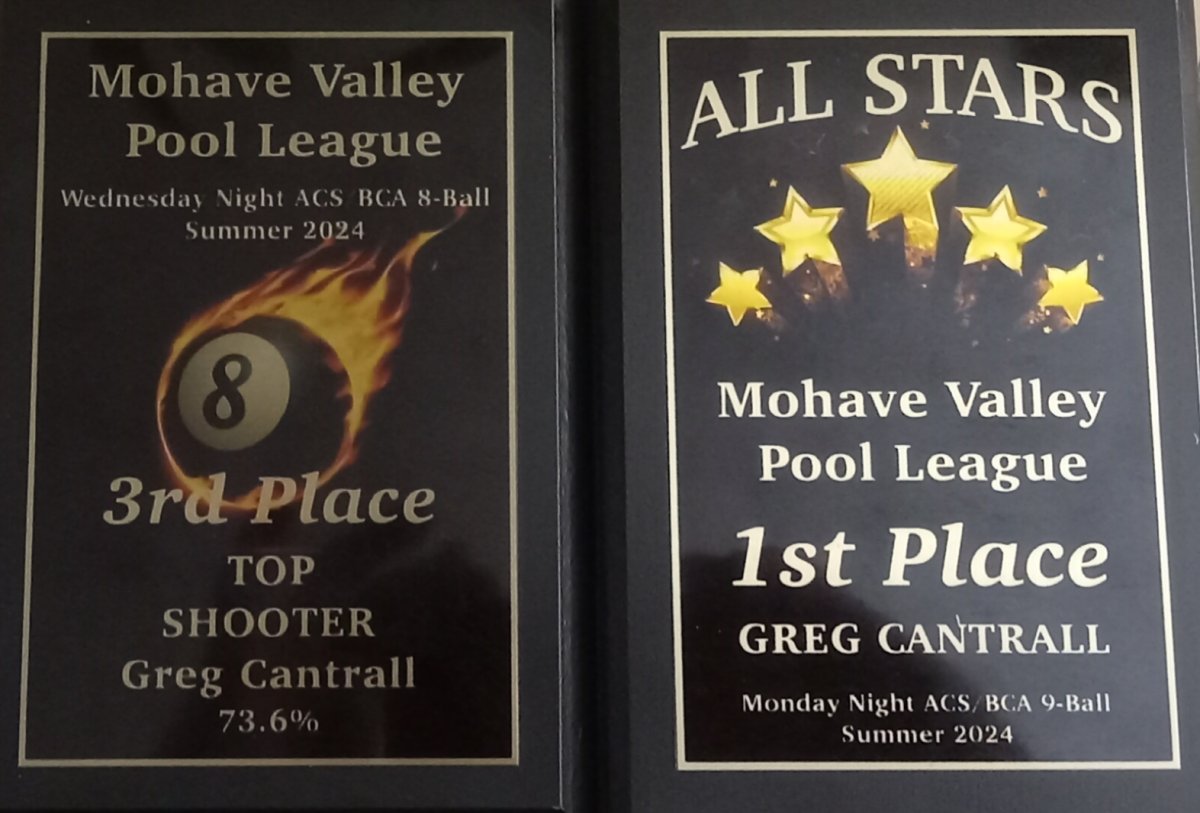 Mohave Valley
Pool League
Wednesday Night ACS/BCA 8-Ball
Summer 2024
8
3rd Place
TOP
SHOOTER
Greg Cantrall
73.6%
ALL STARS
Mohave Valley
Pool League
1st Place
GREG CANTRALL
Monday Night ACS/BCA 9-Ball
Summer 2024